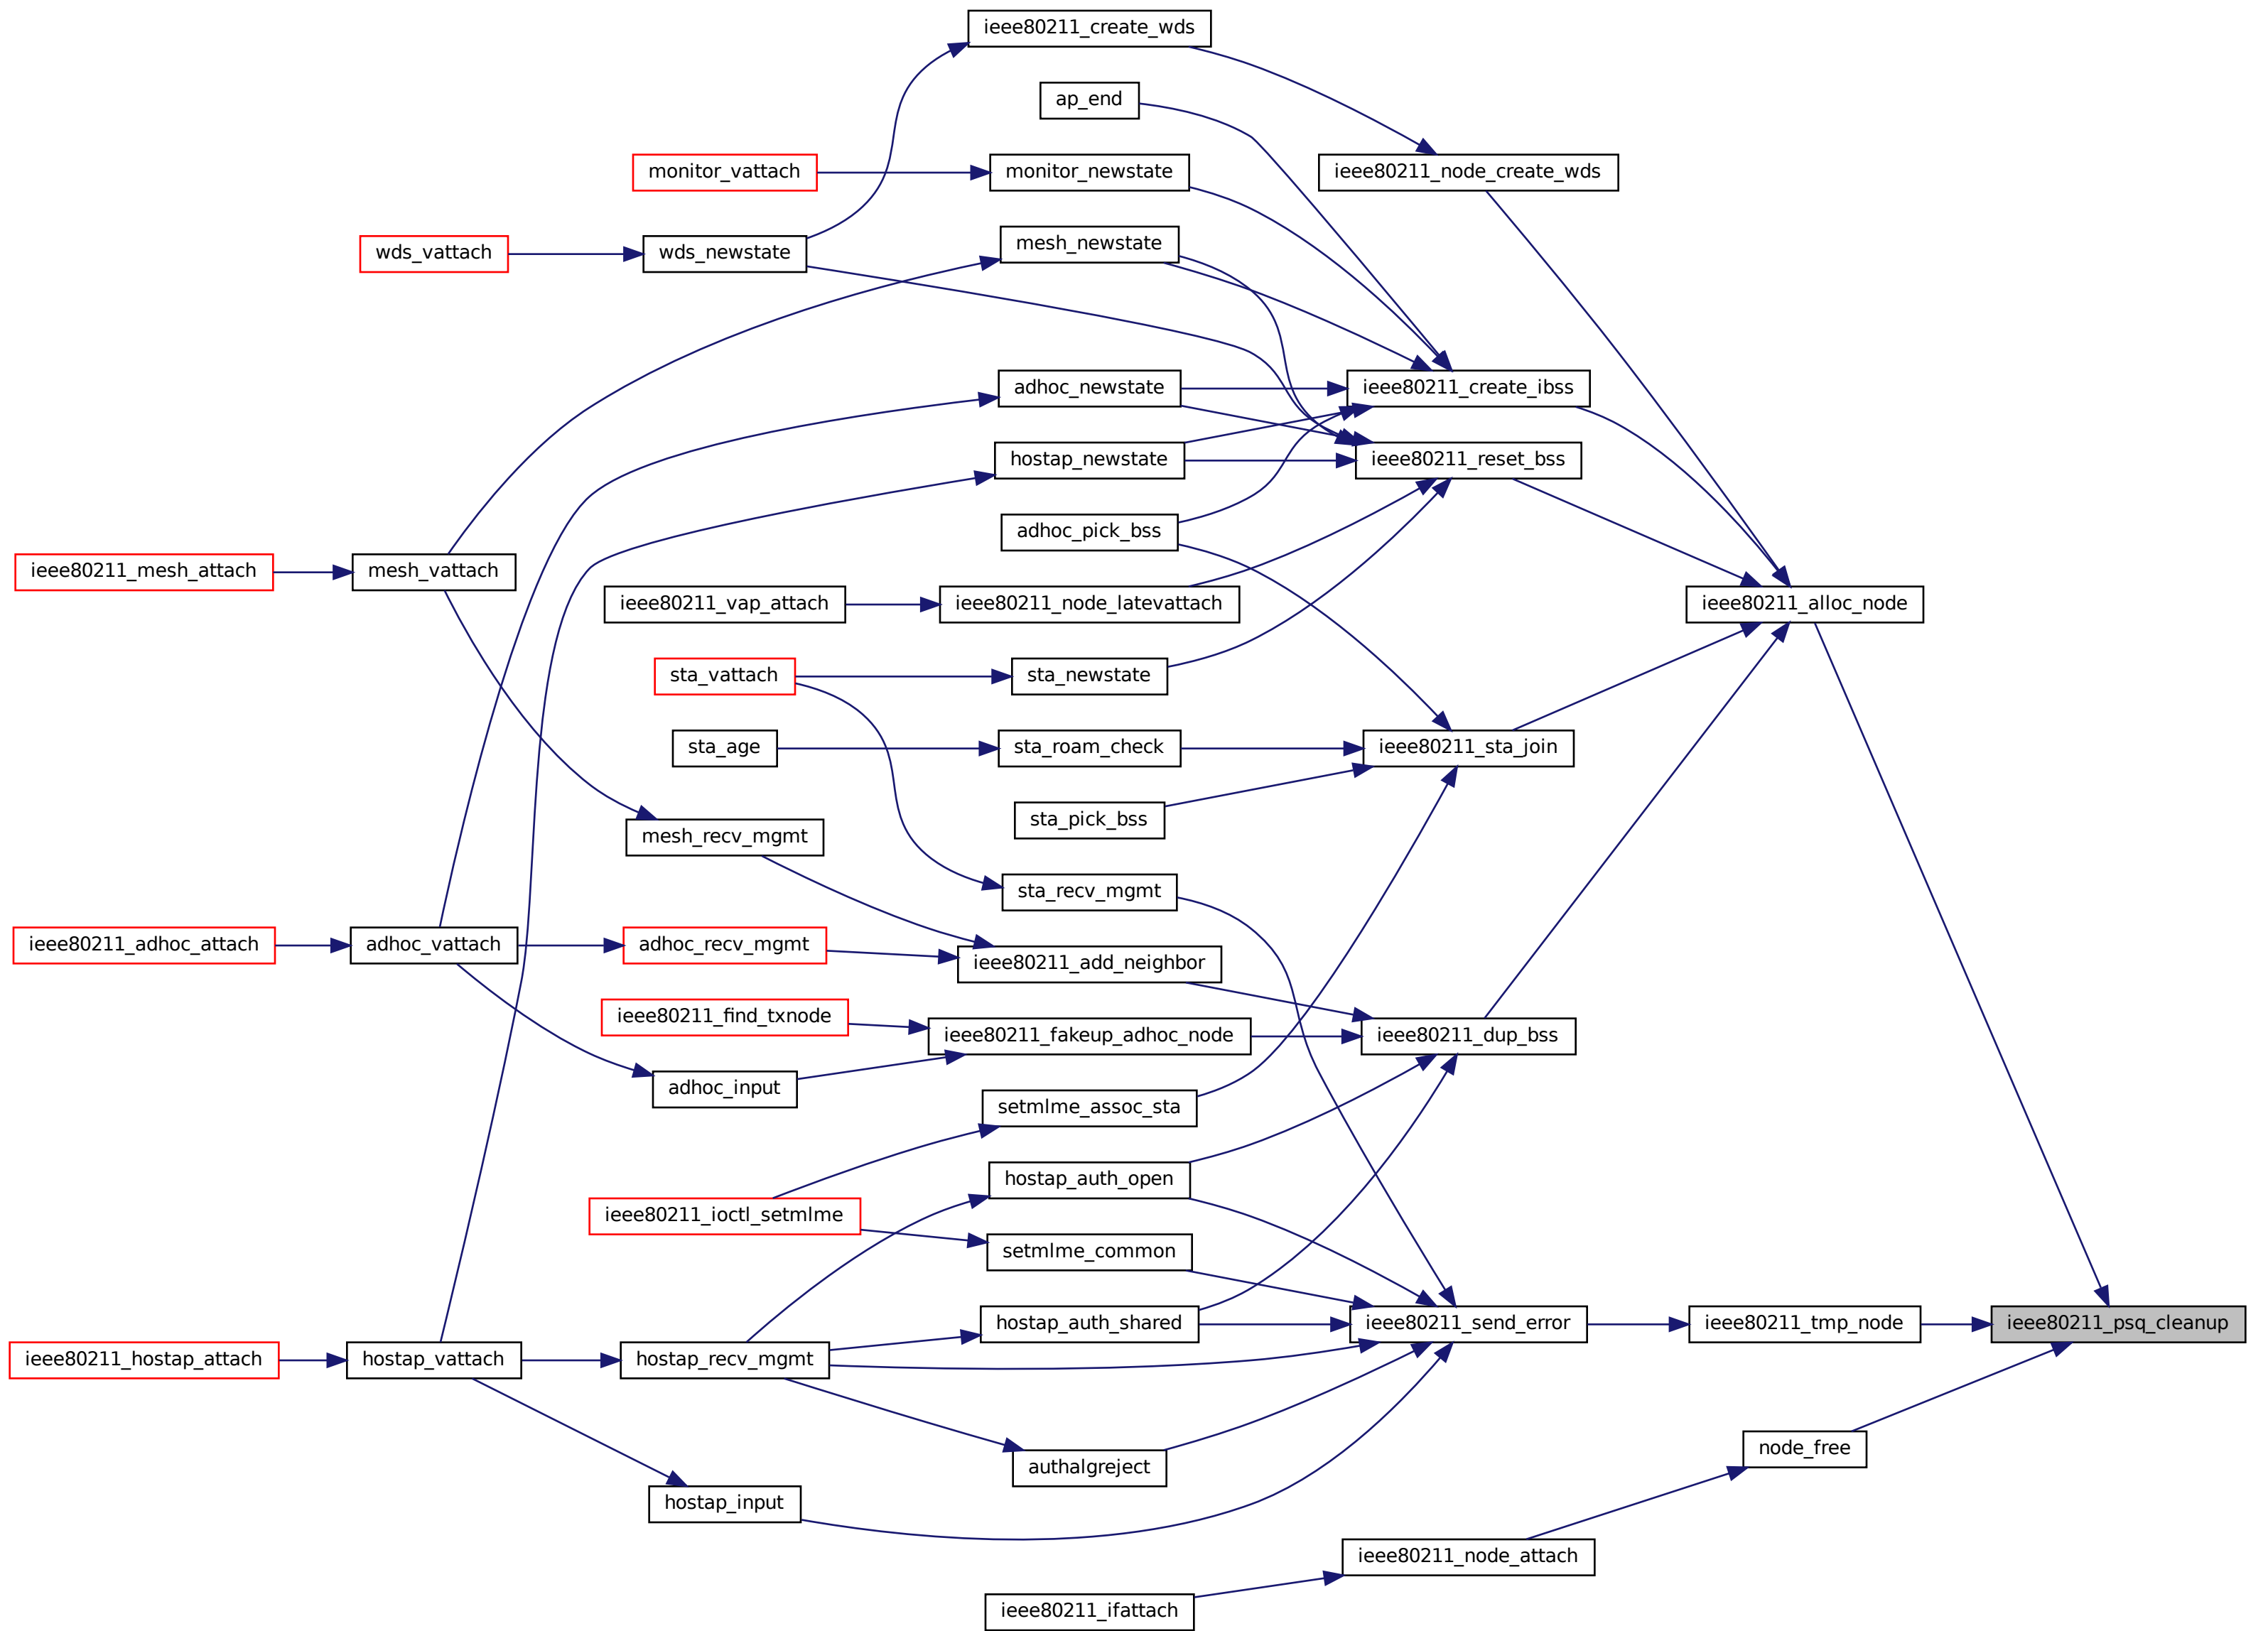 ieee80211_create_wds
ap_end
monitor_vattach
monitor_newstate
ieee80211_node_create_wds
wds_vattach
wds_newstate
mesh_newstate
adhoc_newstate
ieee80211_create_ibss
hostap_newstate
ieee80211_reset_bss
adhoc_pick_bss
ieee80211_mesh_attach
mesh_vattach
ieee80211_vap_attach
ieee80211_node_latevattach
ieee80211_alloc_node
sta_vattach
sta_newstate
sta_age
sta_roam_check
ieee80211_sta_join
sta_pick_bss
mesh_recv_mgmt
sta_recv_mgmt
ieee80211_adhoc_attach
adhoc_vattach
adhoc_recv_mgmt
ieee80211_add_neighbor
ieee80211_find_txnode
ieee80211_fakeup_adhoc_node
ieee80211_dup_bss
adhoc_input
setmlme_assoc_sta
hostap_auth_open
ieee80211_ioctl_setmlme
setmlme_common
hostap_auth_shared
ieee80211_send_error
ieee80211_tmp_node
ieee80211_psq_cleanup
ieee80211_hostap_attach
hostap_vattach
hostap_recv_mgmt
node_free
authalgreject
hostap_input
ieee80211_node_attach
ieee80211_ifattach